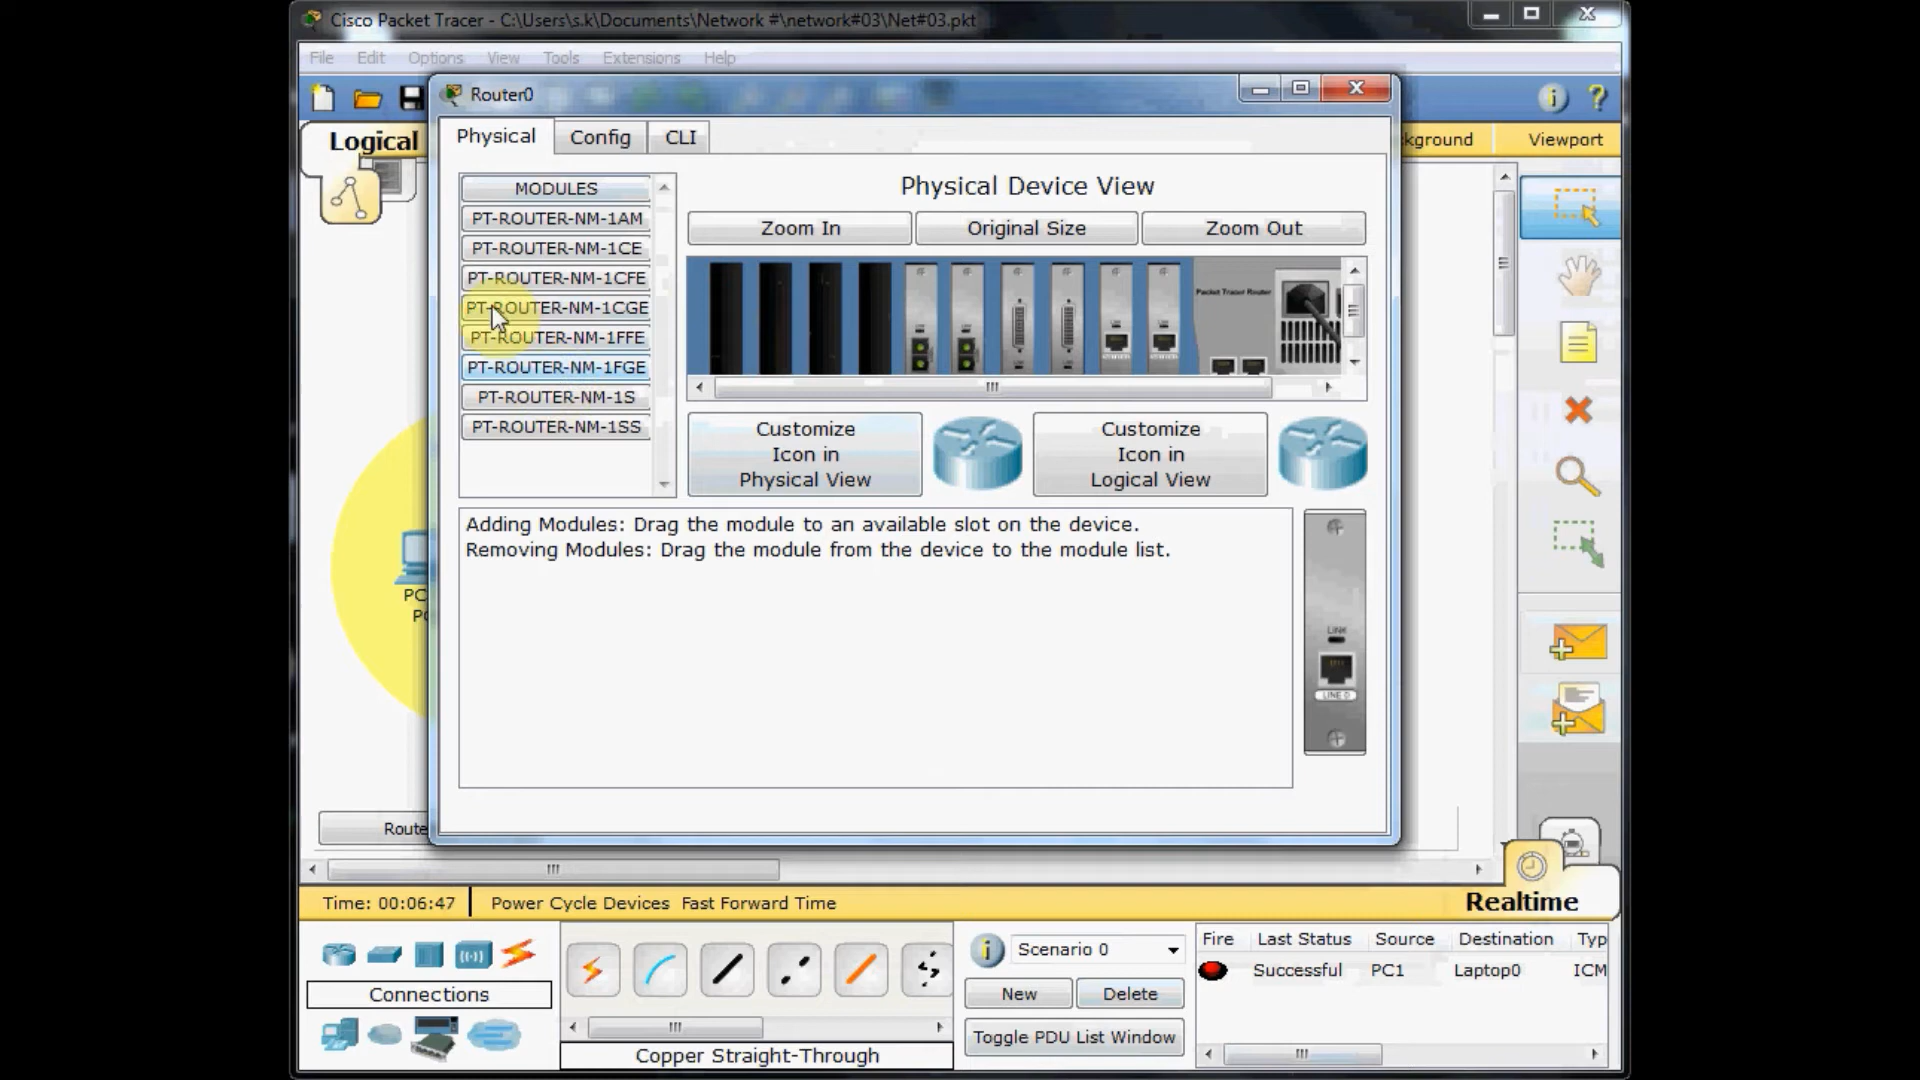 Cisco Packet Tracer - C:\Users\s.k\Documents\Network #\network#03\Net#03.pkt
File Edit Options View Tools Extensions Help
Router0
Logical
kground
Viewport
Physical Config CLI
MODULES
PT-ROUTER-NM-1AM
PT-ROUTER-NM-1CE
PT-ROUTER-NM-1CFE
PT-ROUTER-NM-1CGE
PT-ROUTER-NM-1FFE
PT-ROUTER-NM-1FGE
PT-ROUTER-NM-1S
PT-ROUTER-NM-1SS
Physical Device View
Zoom In Original Size Zoom Out
Packet Tracer Router
Customize
Icon in
Physical View
Customize
Icon in
Logical View
Adding Modules: Drag the module to an available slot on the device.
Removing Modules: Drag the module from the device to the module list.
LINK
LINE 0
PC
Route
Time: 00:06:47 Power Cycle Devices Fast Forward Time
Realtime
Connections
Copper Straight-Through
Scenario 0
New Delete
Toggle PDU List Window
Fire Last Status Source Destination Typ
Successful PC1 Laptop0 ICM